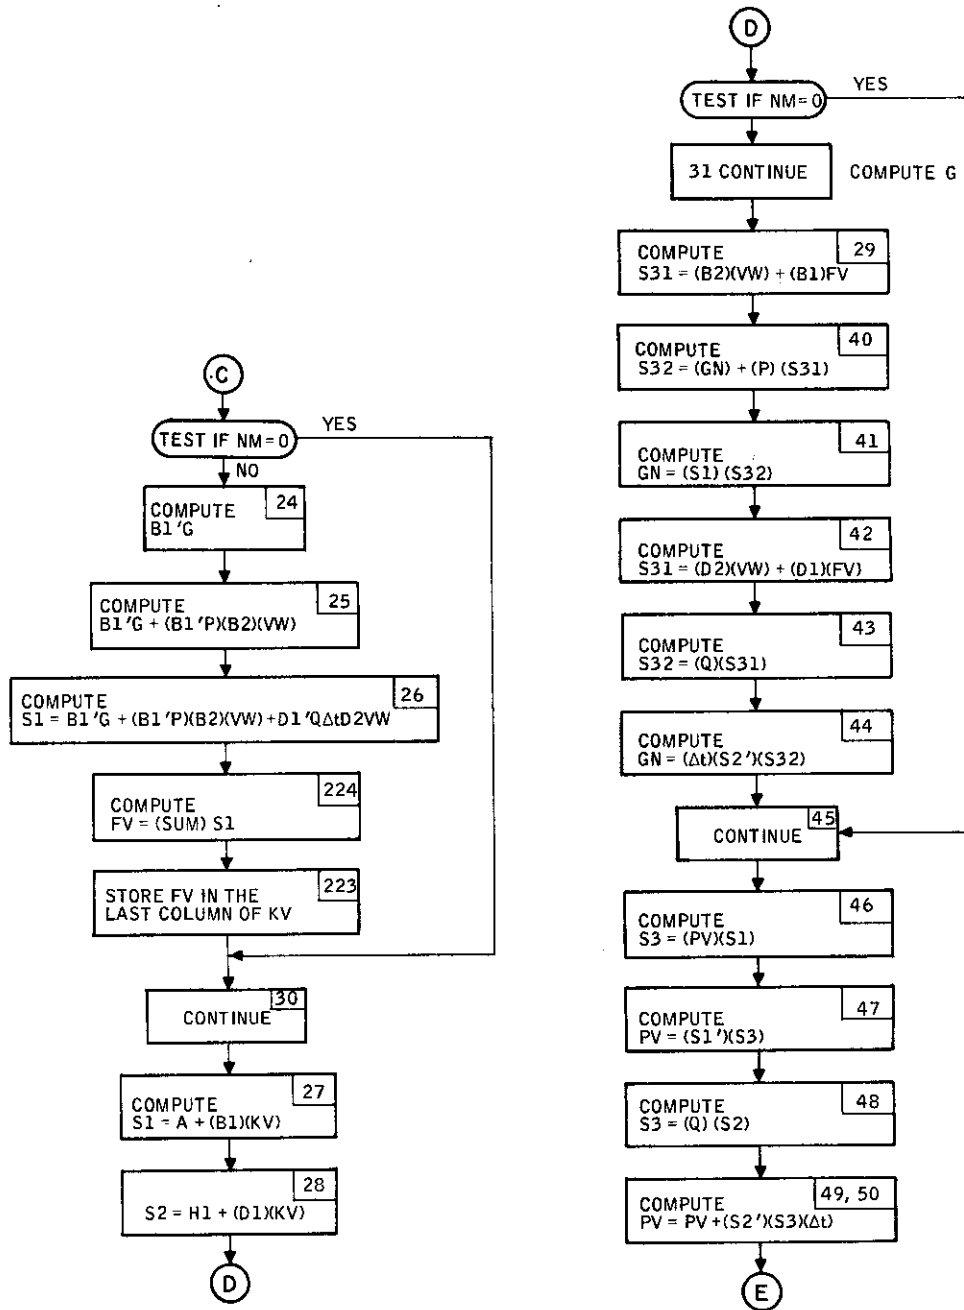 C
TEST IF NM = 0
YES
NO
24
COMPUTE
B1'G
25
COMPUTE
B1'G + (B1'P)(B2)(VW)
26
COMPUTE
S1 = B1'G + (B1'P)(B2)(VW) + D1'QΔtD2VW
224
COMPUTE
FV = (SUM) S1
223
STORE FV IN THE
LAST COLUMN OF KV
30
CONTINUE
27
COMPUTE
S1 = A + (B1)(KV)
28
S2 = H1 + (D1)(KV)
D
D
TEST IF NM = 0
YES
31 CONTINUE
COMPUTE G
29
COMPUTE
S31 = (B2)(VW) + (B1)FV
40
COMPUTE
S32 = (GN) + (P) (S31)
41
COMPUTE
GN = (S1) (S32)
42
COMPUTE
S31 = (D2)(VW) + (D1)(FV)
43
COMPUTE
S32 = (Q)(S31)
44
COMPUTE
GN = (Δt)(S2')(S32)
45
CONTINUE
46
COMPUTE
S3 = (PV)(S1)
47
COMPUTE
PV = (S1')(S3)
48
COMPUTE
S3 = (Q) (S2)
49, 50
COMPUTE
PV = PV + (S2')(S3)(Δt)
E